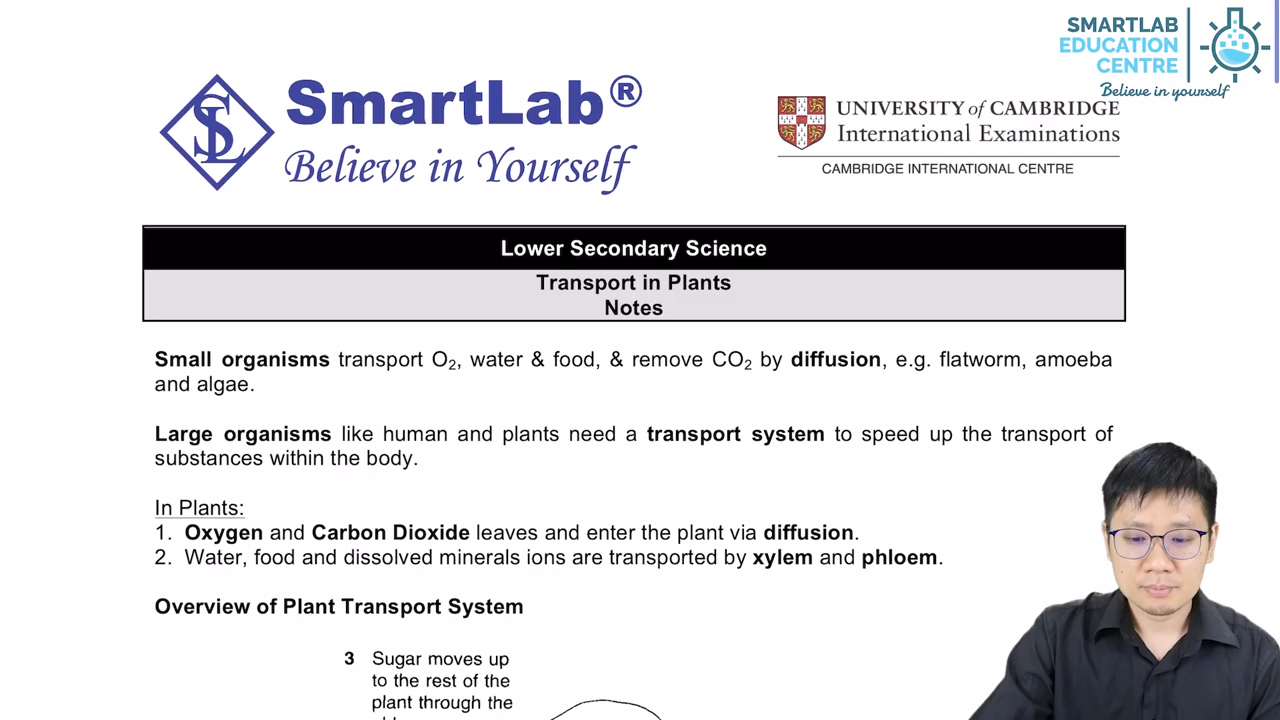 SMARTLAB
EDUCATION
CENTRE
Believe in yourself
SL
SmartLab®
Believe in Yourself
UNIVERSITY of CAMBRIDGE
International Examinations
CAMBRIDGE INTERNATIONAL CENTRE
Lower Secondary Science
Transport in Plants
Notes
Small organisms transport O₂, water & food, & remove CO₂ by diffusion, e.g. flatworm, amoeba
and algae.
Large organisms like human and plants need a transport system to speed up the transport of
substances within the body.
In Plants:
1. Oxygen and Carbon Dioxide leaves and enter the plant via diffusion.
2. Water, food and dissolved minerals ions are transported by xylem and phloem.
Overview of Plant Transport System
3 Sugar moves up
to the rest of the
plant through the